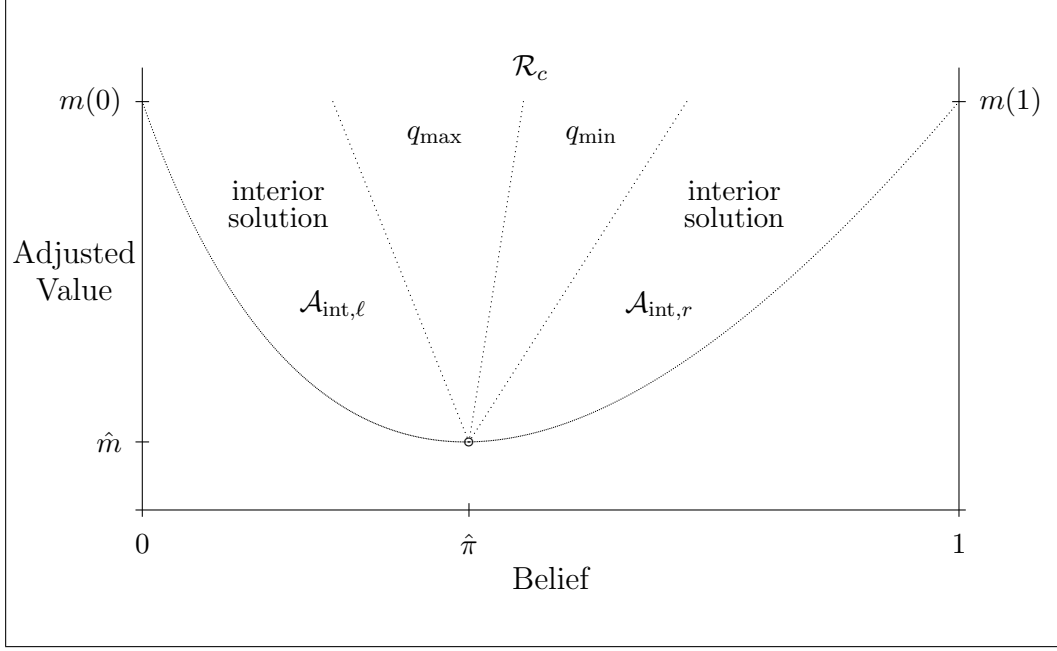 ℛ_c
m(0)
m(1)
q_max
q_min
interior
solution
interior
solution
Adjusted
Value
𝒜_int,ℓ
𝒜_int,r
m̂
0
π̂
1
Belief